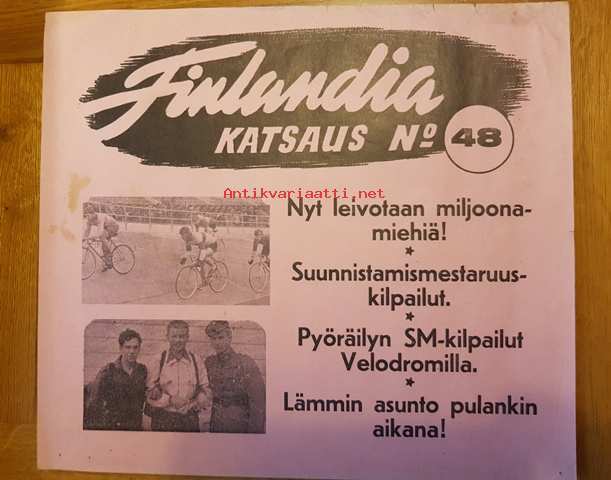 Finlandia
KATSAUS Nº 48
Antikvariaatti.net
Nyt leivotaan miljoona-
miehiä!
Suunnistamismestaruus-
kilpailut.
Pyöräilyn SM-kilpailut
Velodromilla.
Lämmin asunto pulankin
aikana!